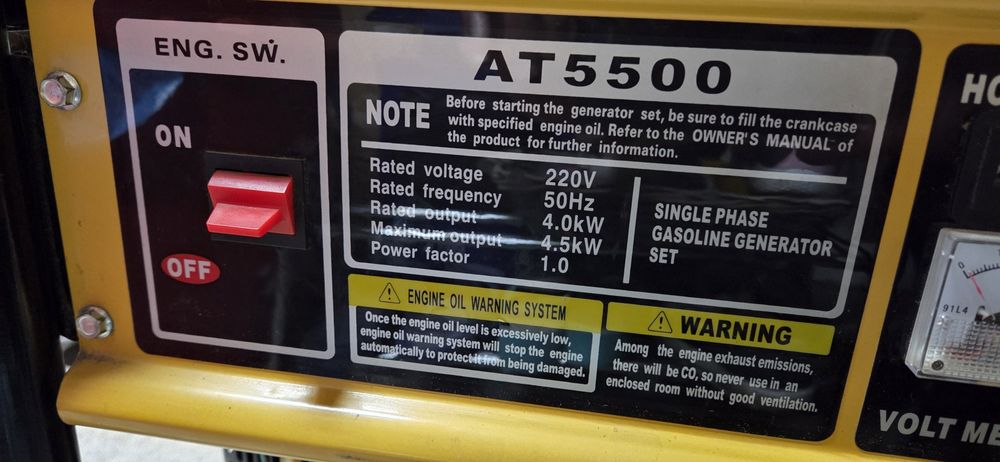 ENG. SW.
ON
OFF
AT5500
NOTE
Before starting the generator set, be sure to fill the crankcase
with specified engine oil. Refer to the OWNER'S MANUAL of
the product for further information.
Rated voltage 220V
Rated frequency 50Hz
Rated output 4.0kW
Maximum output 4.5kW
Power factor 1.0
SINGLE PHASE
GASOLINE GENERATOR
SET
ENGINE OIL WARNING SYSTEM
Once the engine oil level is excessively low,
engine oil warning system will stop the engine
automatically to protect it from being damaged.
WARNING
Among the engine exhaust emissions,
there will be CO, so never use in an
enclosed room without good ventilation.
HO
0
91L4
VOLT ME